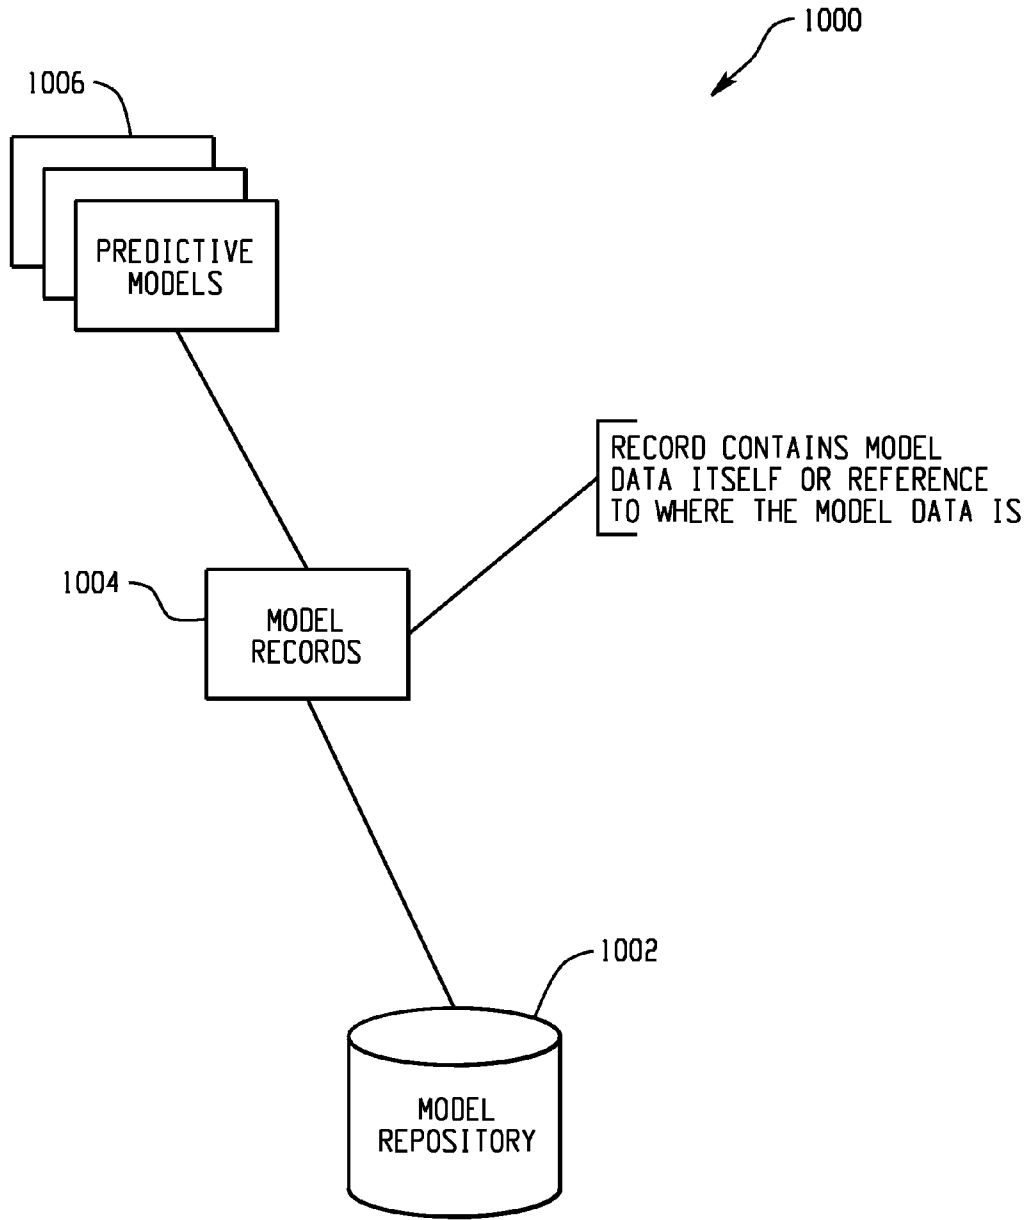 1000
1006
PREDICTIVE
MODELS
RECORD CONTAINS MODEL
DATA ITSELF OR REFERENCE
TO WHERE THE MODEL DATA IS
1004
MODEL
RECORDS
1002
MODEL
REPOSITORY